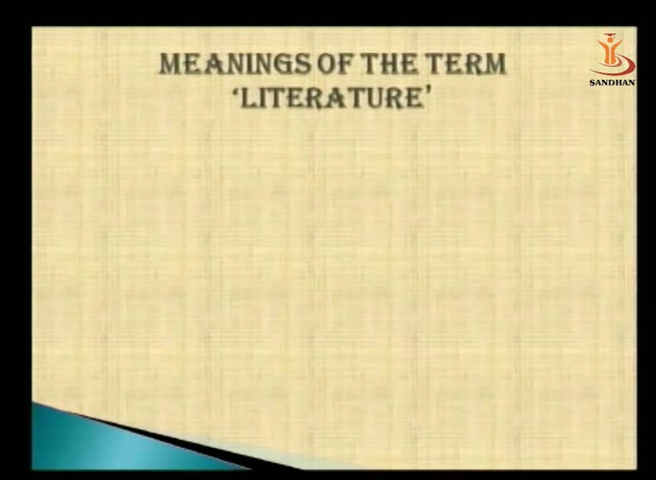 MEANINGS OF THE TERM
‘LITERATURE’
SANDHAN